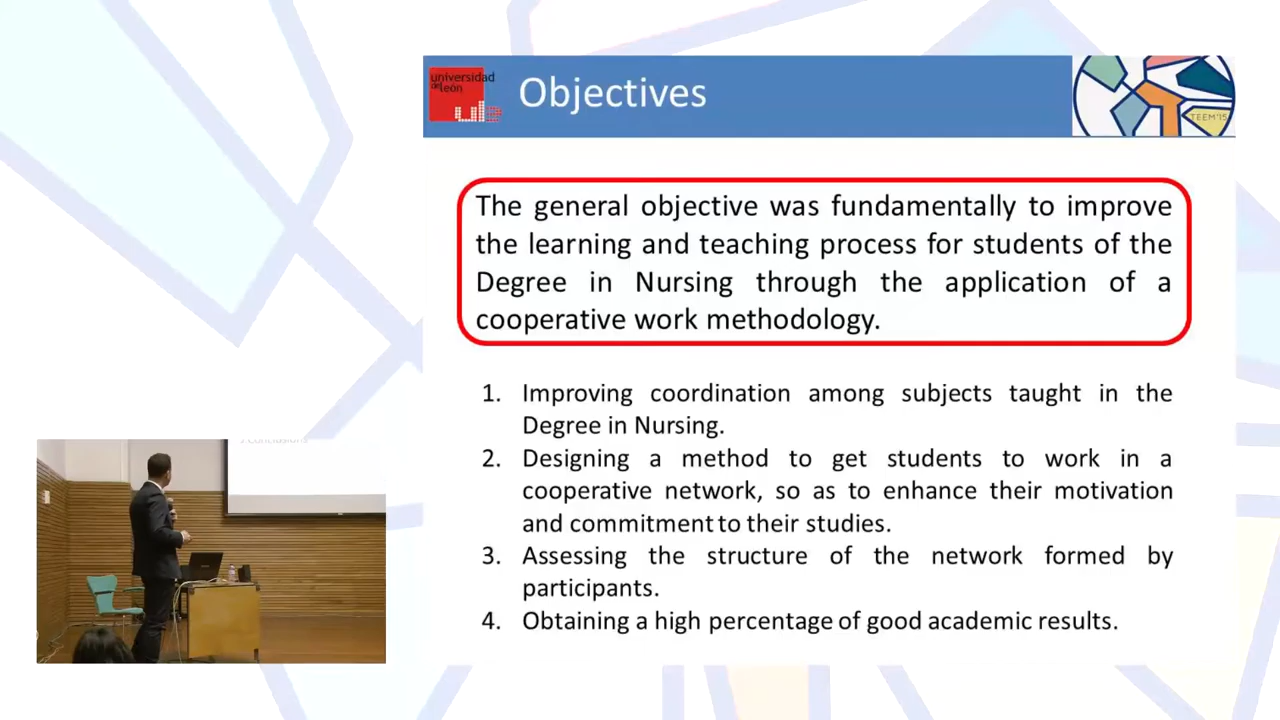 universidad
de león
ule
Objectives
TEEM'15
The general objective was fundamentally to improve
the learning and teaching process for students of the
Degree in Nursing through the application of a
cooperative work methodology.
1. Improving coordination among subjects taught in the
Degree in Nursing.
2. Designing a method to get students to work in a
cooperative network, so as to enhance their motivation
and commitment to their studies.
3. Assessing the structure of the network formed by
participants.
4. Obtaining a high percentage of good academic results.